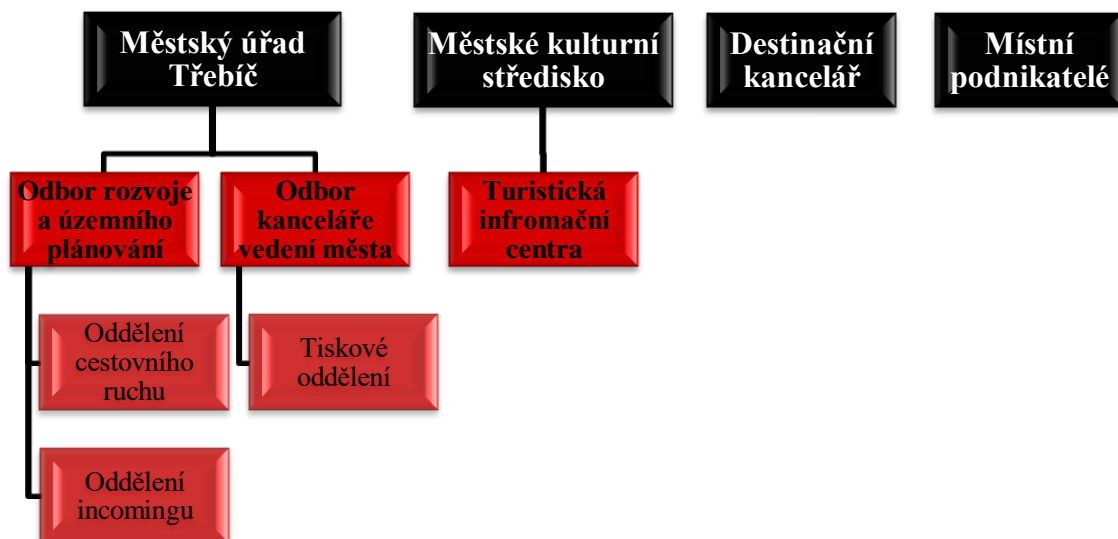 Městský úřad
Třebíč
Městské kulturní
středisko
Destinační
kancelář
Místní
podnikatelé
Odbor rozvoje
a územního
plánování
Odbor
kanceláře
vedení města
Turistická
infromační
centra
Oddělení
cestovního
ruchu
Tiskové
oddělení
Oddělení
incomingu